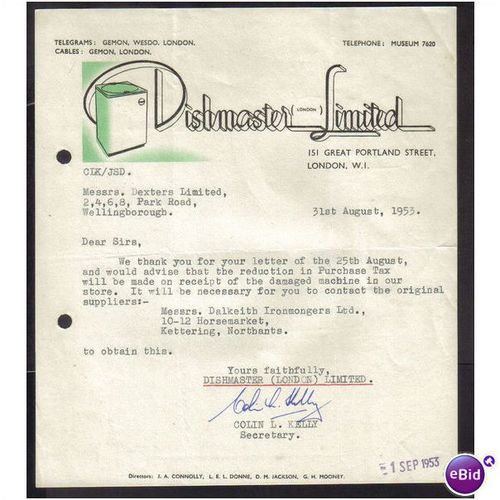 TELEGRAMS: GEMON, WESDO, LONDON.
CABLES: GEMON, LONDON.
TELEPHONE: MUSEUM 7620
Dishmaster (LONDON) Limited
151 GREAT PORTLAND STREET,
LONDON, W.1.
CLK/JSD.
Messrs. Dexters Limited,
2,4,6,8, Park Road,
Wellingborough.
31st August, 1953.
Dear Sirs,
We thank you for your letter of the 25th August,
and would advise that the reduction in Purchase Tax
will be made on receipt of the damaged machine in our
store. It will be necessary for you to contact the original
suppliers:-
Messrs. Dalkeith Ironmongers Ltd.,
10-12 Horsemarket,
Kettering, Northants.
to obtain this.
Yours faithfully,
DISHMASTER (LONDON) LIMITED.
Colin L. Kelly
COLIN L. KELLY
Secretary.
-1 SEP 1953
Directors: J. A. CONNOLLY, L. E. L. DONNE, D. M. JACKSON, G. H. MOONEY.
eBid